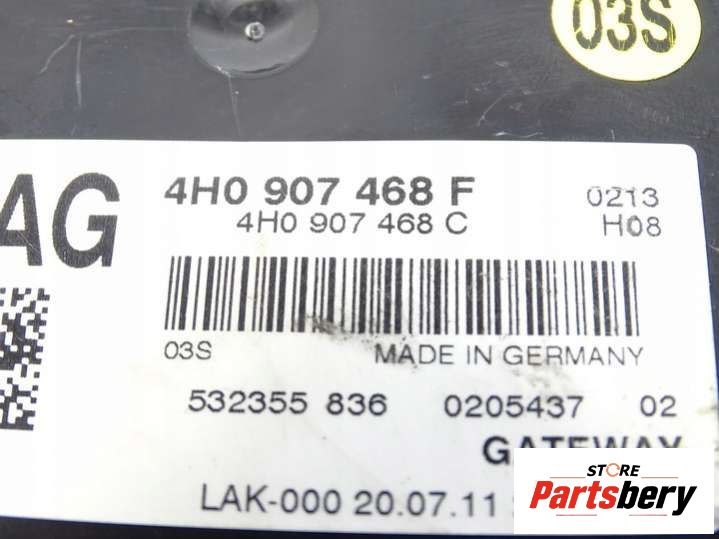 03S
AG
4H0 907 468 F
0213
4H0 907 468 C
H08
03S
MADE IN GERMANY
532355 836
0205437
02
GATEWAY
LAK-000 20.07.11
STORE
Partsbery